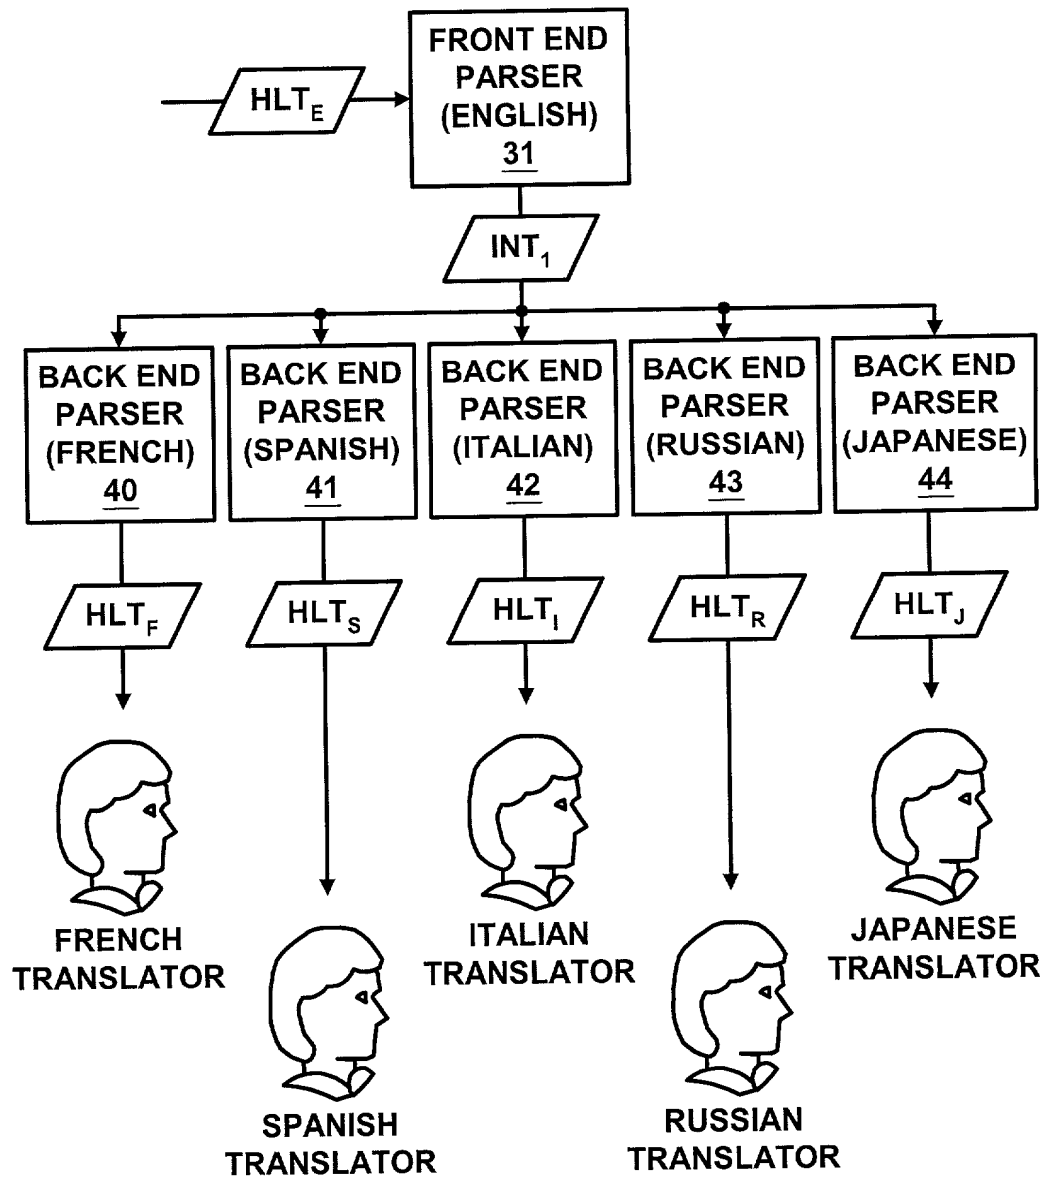 FRONT END
PARSER
(ENGLISH)
31
HLT_E
INT_1
BACK END
PARSER
(FRENCH)
40
BACK END
PARSER
(SPANISH)
41
BACK END
PARSER
(ITALIAN)
42
BACK END
PARSER
(RUSSIAN)
43
BACK END
PARSER
(JAPANESE)
44
HLT_F
HLT_S
HLT_I
HLT_R
HLT_J
FRENCH
TRANSLATOR
SPANISH
TRANSLATOR
ITALIAN
TRANSLATOR
RUSSIAN
TRANSLATOR
JAPANESE
TRANSLATOR